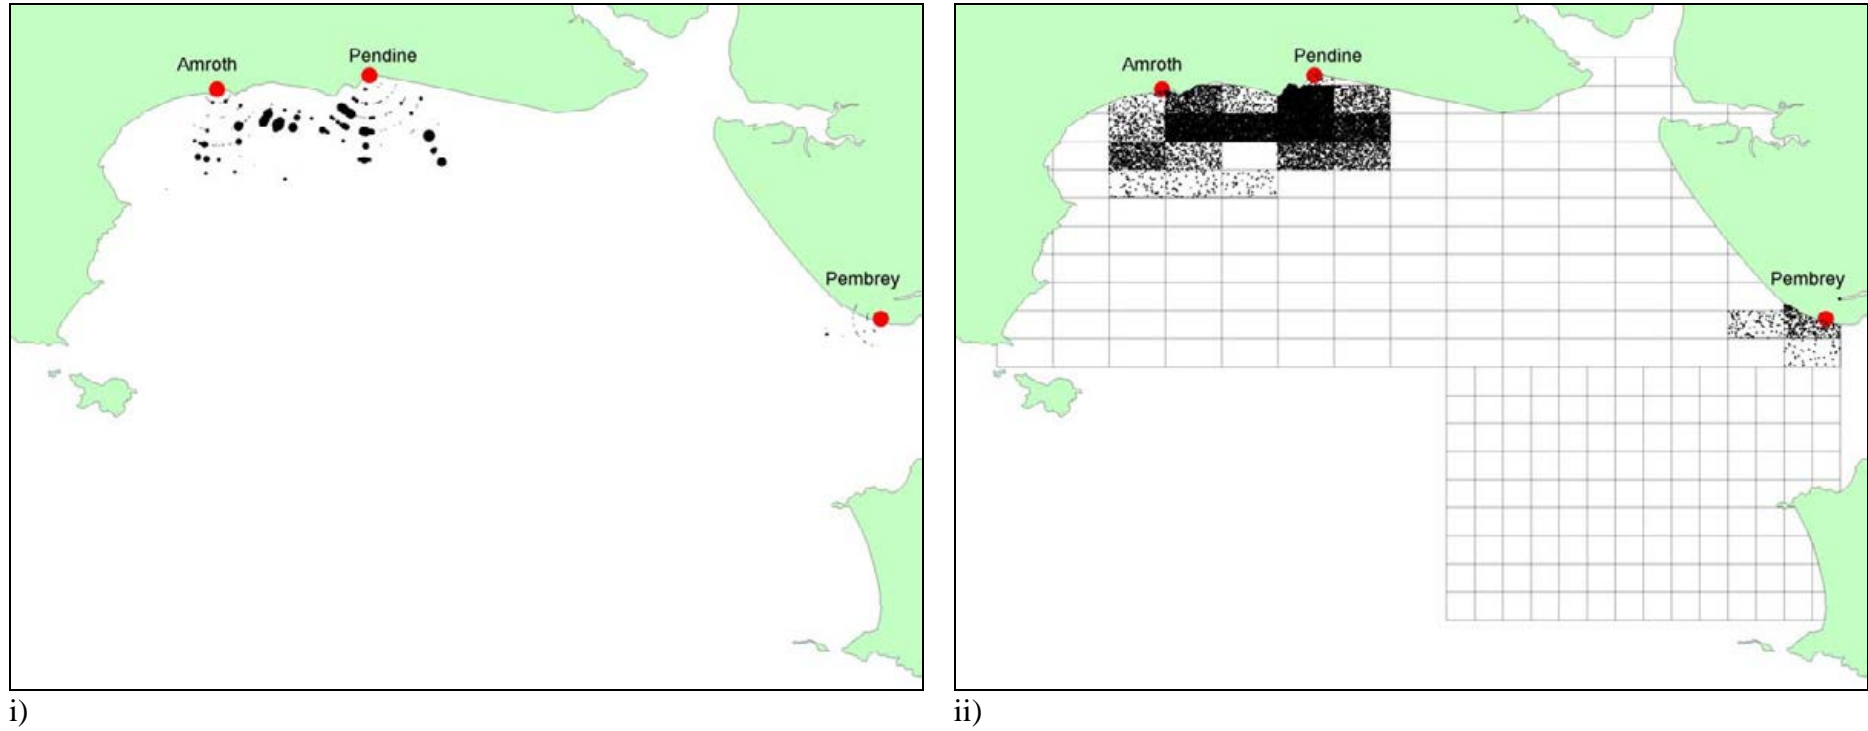 Amroth
Pendine
Pembrey
i)
Amroth
Pendine
Pembrey
ii)